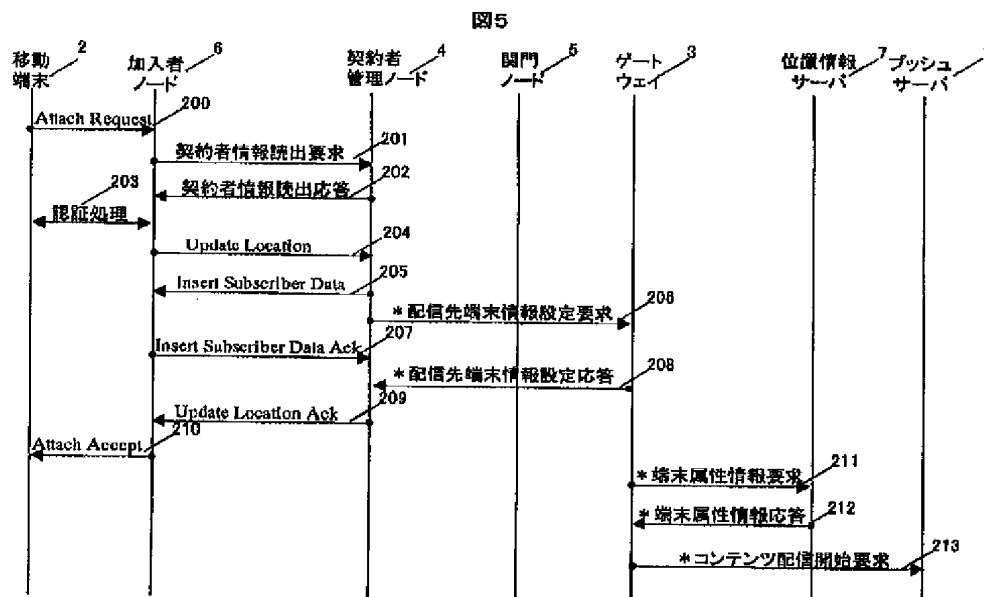 図5
移動
端末
2
加入者
ノード
6
契約者
管理ノード
4
関門
ノード
5
ゲート
ウェイ
3
位置情報
サーバ
7
プッシュ
サーバ
Attach Request
200
契約者情報読出要求
201
契約者情報読出応答
202
203
認証処理
Update Location
204
Insert Subscriber Data
205
*配信先端末情報設定要求
206
Insert Subscriber Data Ack
207
*配信先端末情報設定応答
208
Update Location Ack
209
Attach Accept
210
*端末属性情報要求
211
*端末属性情報応答
212
*コンテンツ配信開始要求
213